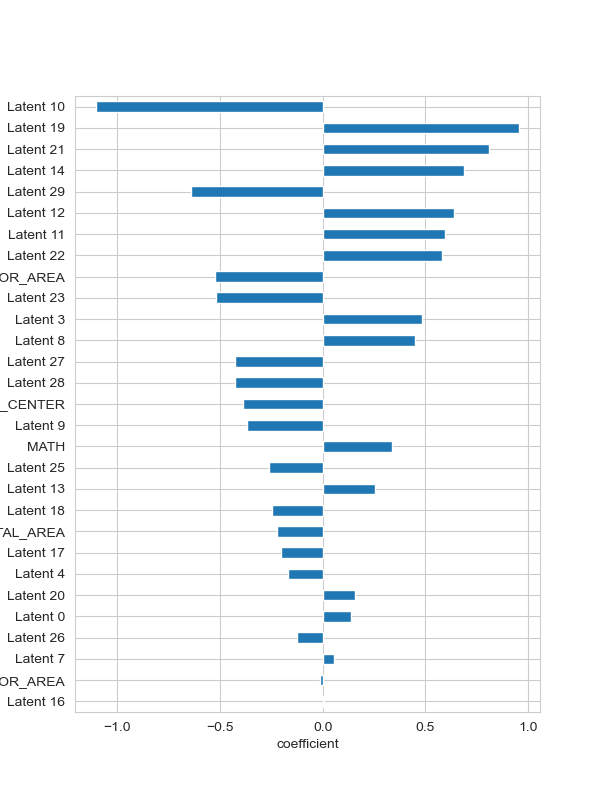 Latent 10
Latent 19
Latent 21
Latent 14
Latent 29
Latent 12
Latent 11
Latent 22
OR_AREA
Latent 23
Latent 3
Latent 8
Latent 27
Latent 28
_CENTER
Latent 9
MATH
Latent 25
Latent 13
Latent 18
TAL_AREA
Latent 17
Latent 4
Latent 20
Latent 0
Latent 26
Latent 7
OR_AREA
Latent 16
−1.0 −0.5 0.0 0.5 1.0
coefficient